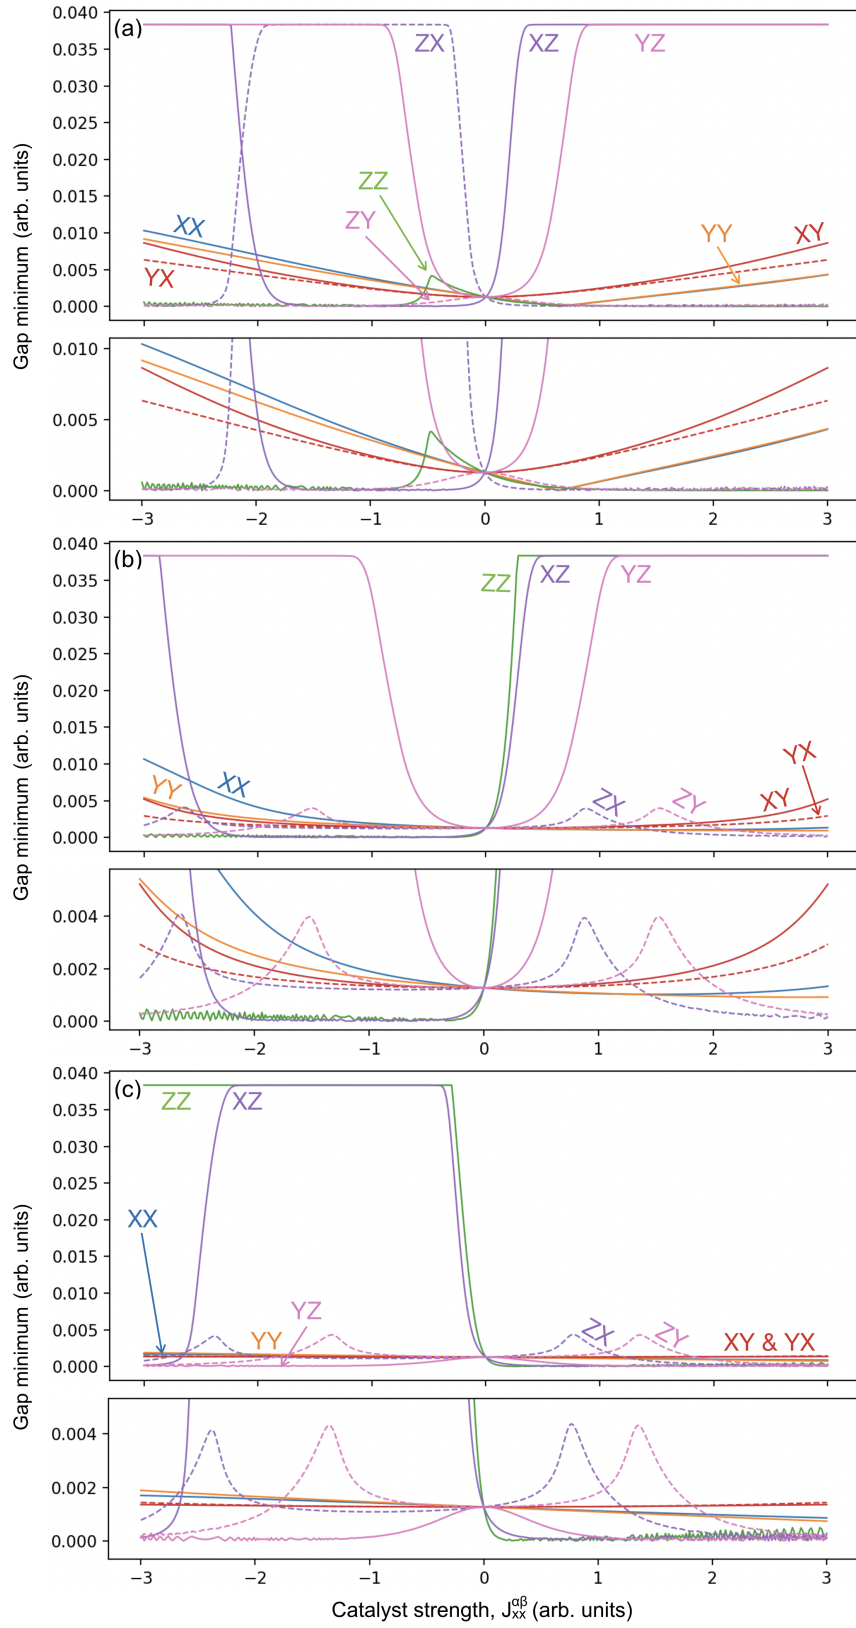 (a)
ZX
XZ
YZ
ZZ
ZY
XX
YY
XY
YX
Gap minimum (arb. units)
0.040
0.035
0.030
0.025
0.020
0.015
0.010
0.005
0.000
0.010
0.005
0.000
−3 −2 −1 0 1 2 3
(b)
ZZ
XZ
YZ
YX
YY
XX
ZX
ZY
XY
Gap minimum (arb. units)
0.040
0.035
0.030
0.025
0.020
0.015
0.010
0.005
0.000
0.004
0.002
0.000
−3 −2 −1 0 1 2 3
(c)
ZZ
XZ
XX
YZ
YY
ZX
ZY
XY & YX
Gap minimum (arb. units)
0.040
0.035
0.030
0.025
0.020
0.015
0.010
0.005
0.000
0.004
0.002
0.000
−3 −2 −1 0 1 2 3
Catalyst strength, J^αβ_xx (arb. units)